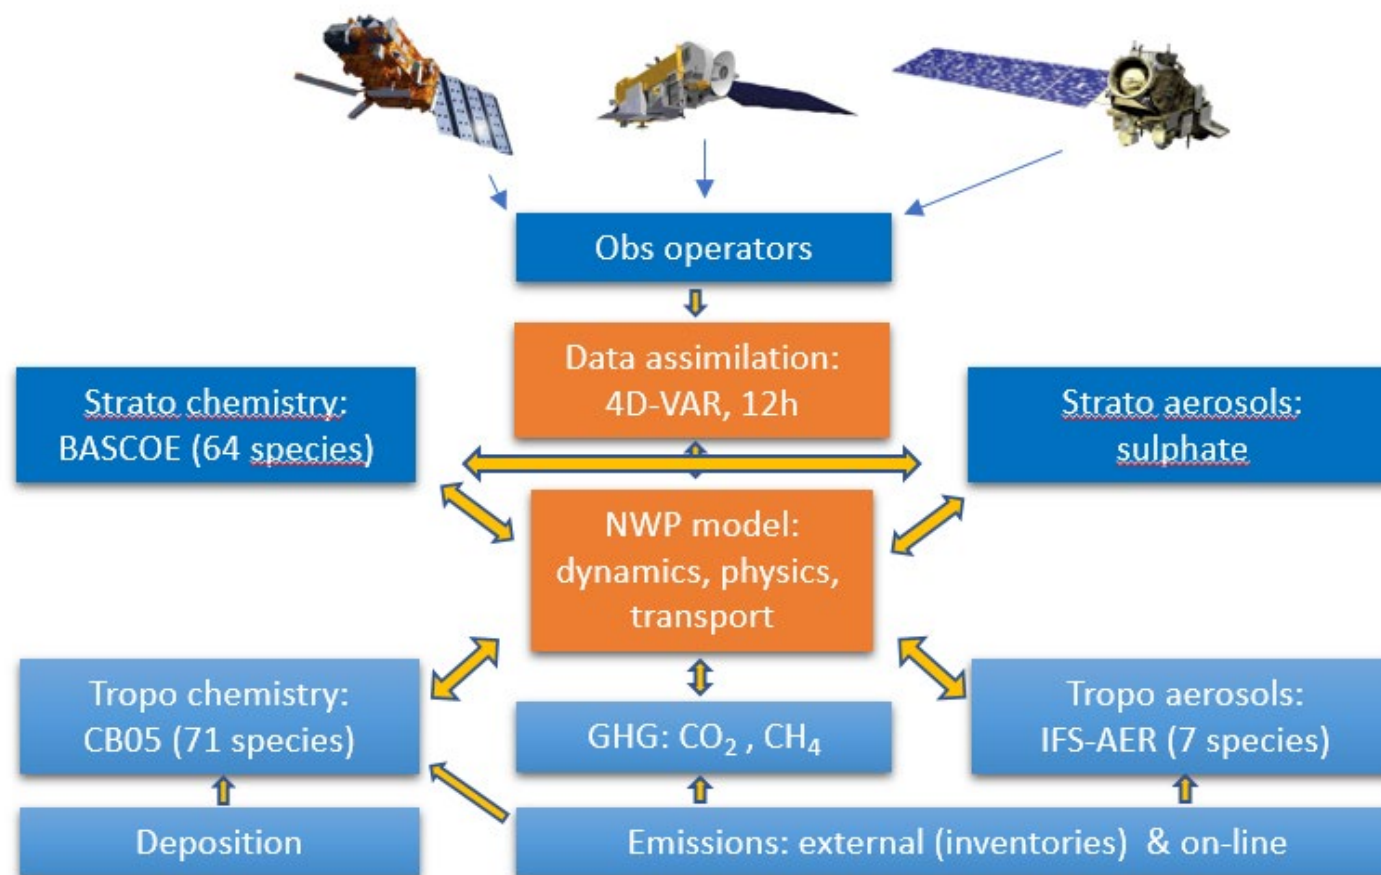 Obs operators
Data assimilation:
4D-VAR, 12h
Strato chemistry:
BASCOE (64 species)
Strato aerosols:
sulphate
NWP model:
dynamics, physics,
transport
Tropo chemistry:
CB05 (71 species)
GHG: CO₂ , CH₄
Tropo aerosols:
IFS-AER (7 species)
Deposition
Emissions: external (inventories) & on-line